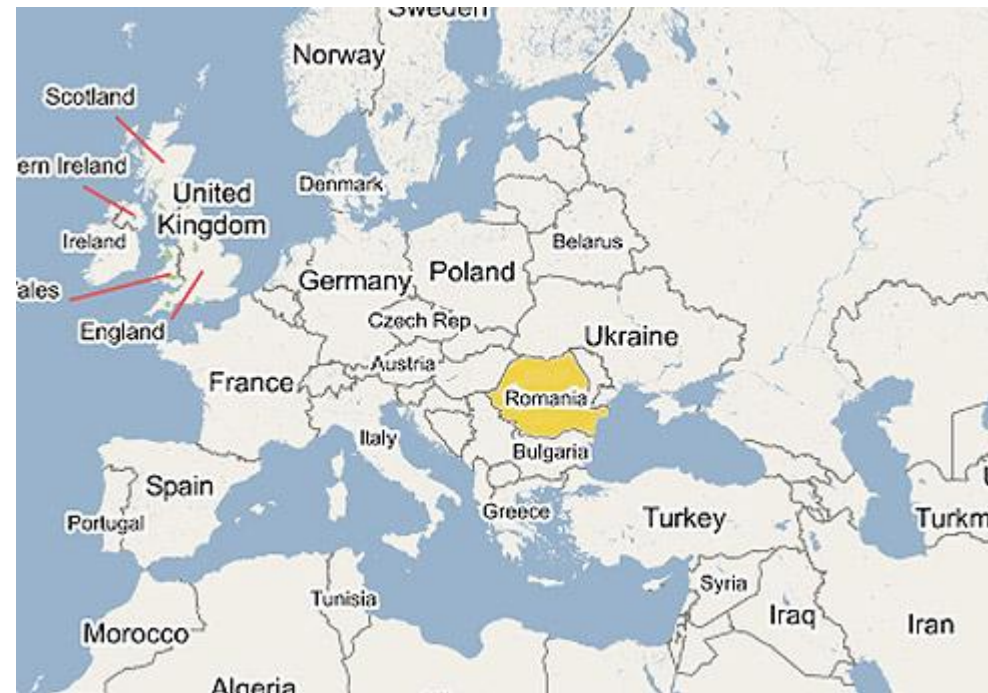 Sweden
Norway
Scotland
ern Ireland
United
Kingdom
Denmark
Ireland
Belarus
ales
Germany
Poland
England
Czech Rep
Ukraine
Austria
France
Romania
Italy
Bulgaria
Spain
Portugal
Greece
Turkey
Turkm
Syria
Tunisia
Iraq
Iran
Morocco
Algeria